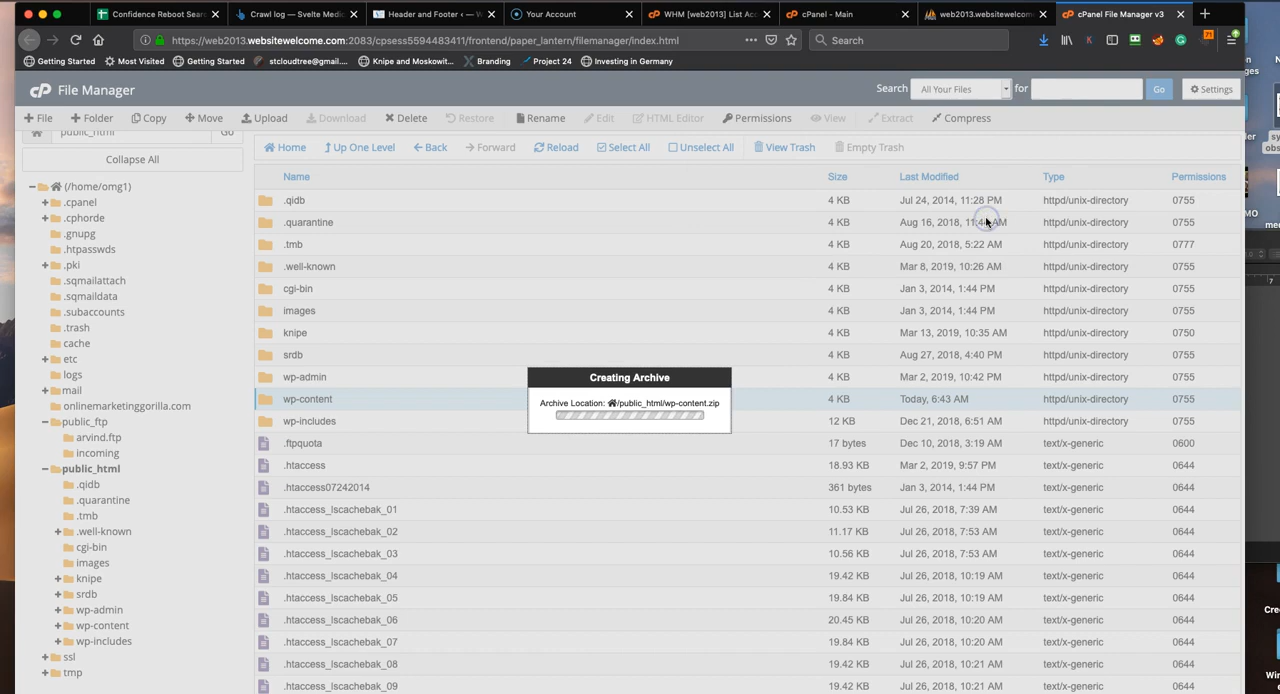 Confidence Reboot Sear
Crawl log — Svelte Medic
Header and Footer ‹ — V
Your Account
WHM [web2013] List Ac
cPanel - Main
web2013.websitewelcom
cPanel File Manager v3
https://web2013.websitewelcome.com:2083/cpsess5594483411/frontend/paper_lantern/filemanager/index.html
Search
71
Getting Started
Most Visited
Getting Started
stcloudtree@gmail....
Knipe and Moskowit...
Branding
Project 24
Investing in Germany
cP File Manager
Search
All Your Files
for
Go
Settings
File
Folder
Copy
Move
Upload
Download
Delete
Restore
Rename
Edit
HTML Editor
Permissions
View
Extract
Compress
public_html
Go
Home
Up One Level
Back
Forward
Reload
Select All
Unselect All
View Trash
Empty Trash
Collapse All
(/home/omg1)
.cpanel
.cphorde
.gnupg
.htpasswds
.pki
.sqmailattach
.sqmaildata
.subaccounts
.trash
cache
etc
logs
mail
onlinemarketinggorilla.com
public_ftp
arvind.ftp
incoming
public_html
.qidb
.quarantine
.tmb
.well-known
cgi-bin
images
knipe
srdb
wp-admin
wp-content
wp-includes
ssl
tmp
Name Size Last Modified Type Permissions
.qidb 4 KB Jul 24, 2014, 11:28 PM httpd/unix-directory 0755
.quarantine 4 KB Aug 16, 2018, 11:4 AM httpd/unix-directory 0755
.tmb 4 KB Aug 20, 2018, 5:22 AM httpd/unix-directory 0777
.well-known 4 KB Mar 8, 2019, 10:26 AM httpd/unix-directory 0755
cgi-bin 4 KB Jan 3, 2014, 1:44 PM httpd/unix-directory 0755
images 4 KB Jan 3, 2014, 1:44 PM httpd/unix-directory 0755
knipe 4 KB Mar 13, 2019, 10:35 AM httpd/unix-directory 0750
srdb 4 KB Aug 27, 2018, 4:40 PM httpd/unix-directory 0755
wp-admin 4 KB Mar 2, 2019, 10:42 PM httpd/unix-directory 0755
wp-content 4 KB Today, 6:43 AM httpd/unix-directory 0755
wp-includes 12 KB Dec 21, 2018, 6:51 AM httpd/unix-directory 0755
.ftpquota 17 bytes Dec 10, 2018, 3:19 AM text/x-generic 0600
.htaccess 18.93 KB Mar 2, 2019, 9:57 PM text/x-generic 0644
.htaccess07242014 361 bytes Jan 3, 2014, 1:44 PM text/x-generic 0644
.htaccess_lscachebak_01 10.53 KB Jul 26, 2018, 7:39 AM text/x-generic 0644
.htaccess_lscachebak_02 11.17 KB Jul 26, 2018, 7:53 AM text/x-generic 0644
.htaccess_lscachebak_03 10.56 KB Jul 26, 2018, 7:53 AM text/x-generic 0644
.htaccess_lscachebak_04 19.42 KB Jul 26, 2018, 10:19 AM text/x-generic 0644
.htaccess_lscachebak_05 19.84 KB Jul 26, 2018, 10:19 AM text/x-generic 0644
.htaccess_lscachebak_06 20.45 KB Jul 26, 2018, 10:20 AM text/x-generic 0644
.htaccess_lscachebak_07 19.84 KB Jul 26, 2018, 10:20 AM text/x-generic 0644
.htaccess_lscachebak_08 19.42 KB Jul 26, 2018, 10:21 AM text/x-generic 0644
.htaccess_lscachebak_09 19.42 KB Jul 26, 2018, 10:21 AM text/x-generic 0644
Creating Archive
Archive Location: /public_html/wp-content.zip